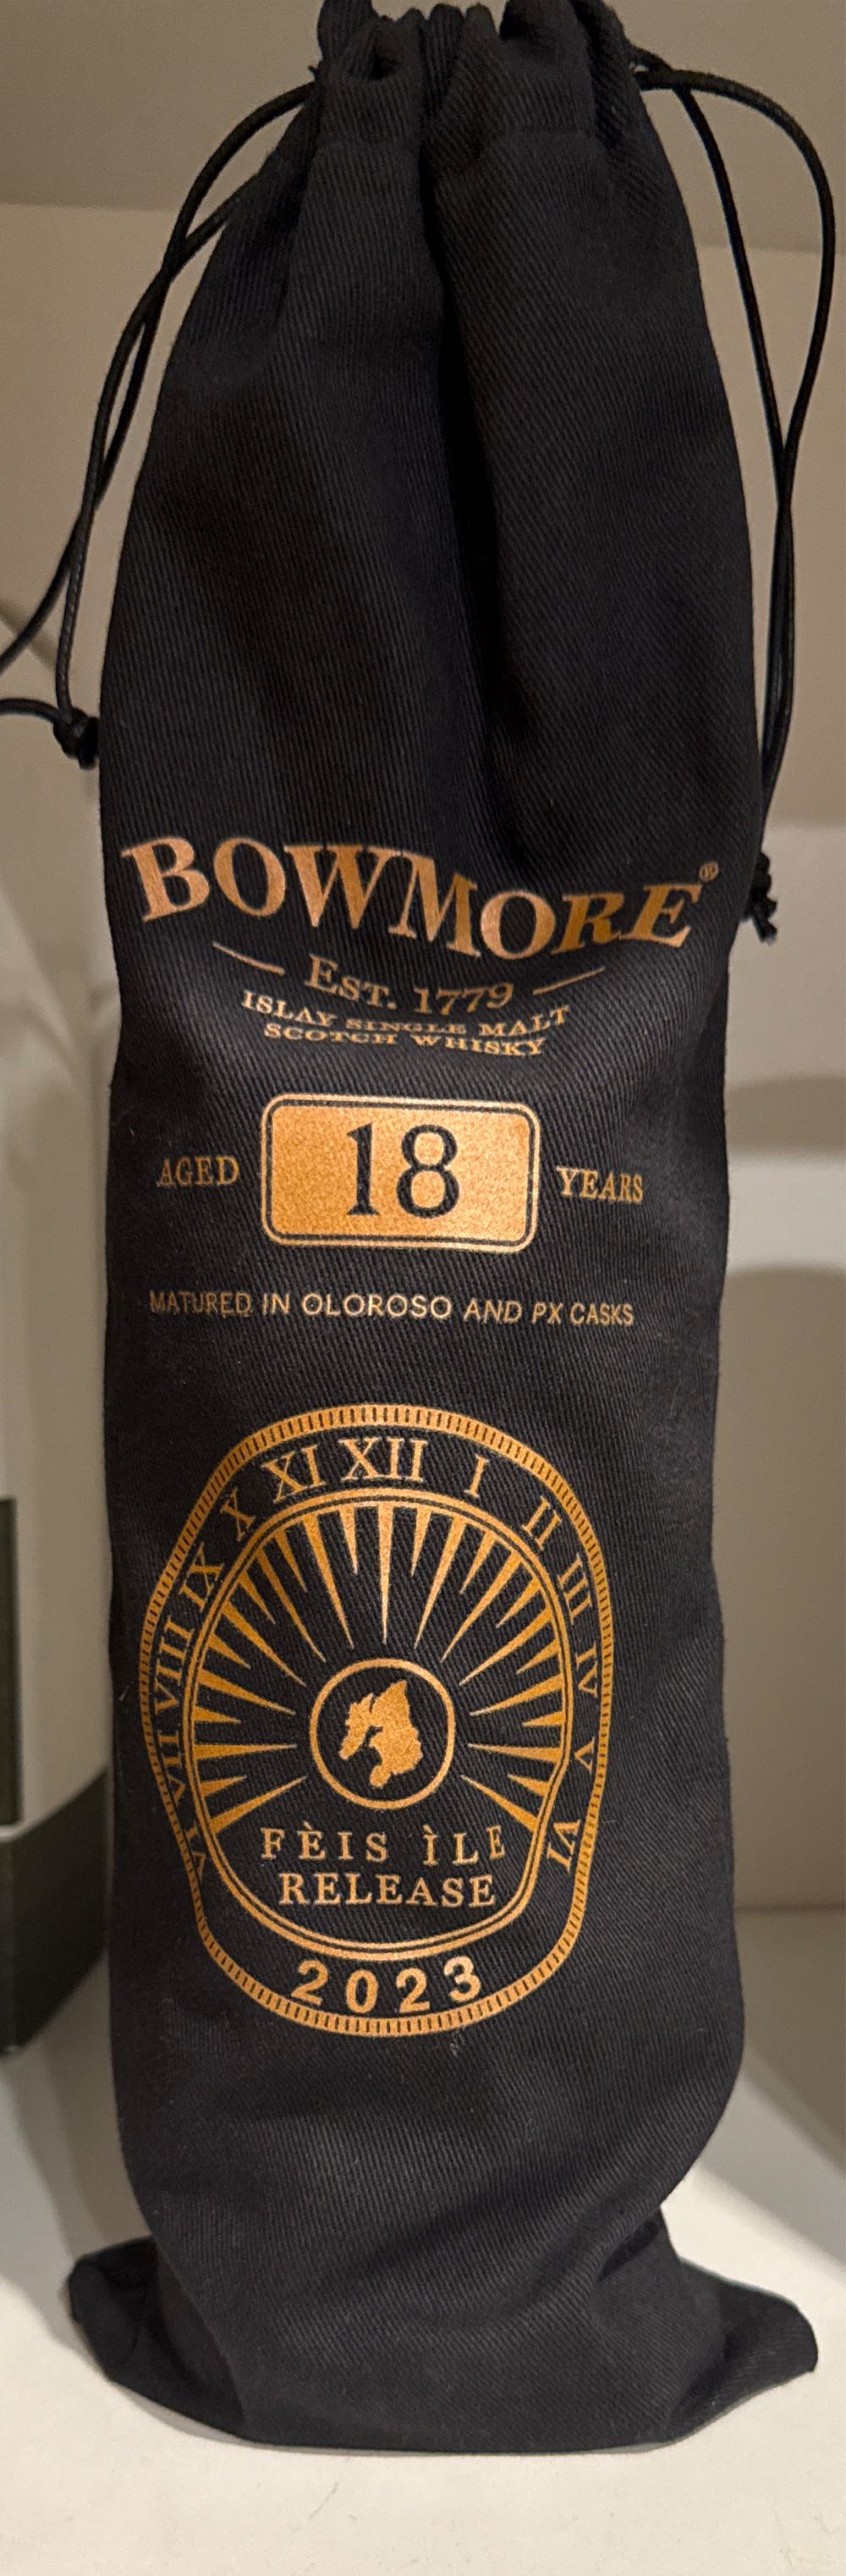 BOWMORE®
EST. 1779
ISLAY SINGLE MALT
SCOTCH WHISKY
AGED 18 YEARS
MATURED IN OLOROSO AND PX CASKS
VI VII VIII IX X XI XII I II III IV V VI
FÈIS ÌLE
RELEASE
2023